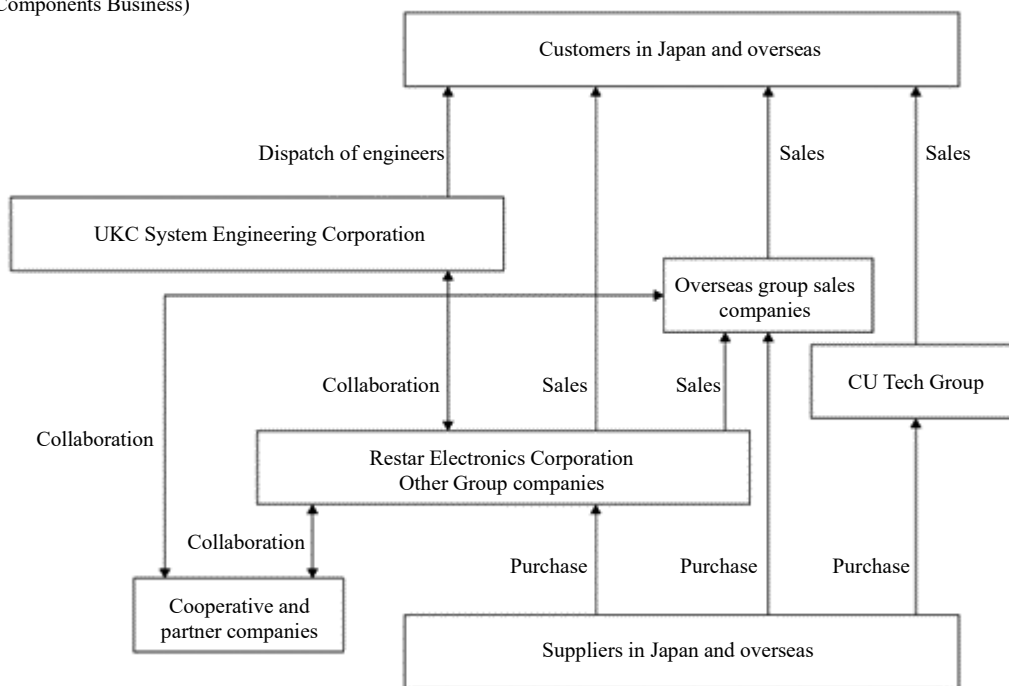 Components Business)
Customers in Japan and overseas
Dispatch of engineers
Sales
Sales
UKC System Engineering Corporation
Overseas group sales
companies
Collaboration
Sales
Sales
CU Tech Group
Collaboration
Restar Electronics Corporation
Other Group companies
Collaboration
Purchase
Purchase
Purchase
Cooperative and
partner companies
Suppliers in Japan and overseas